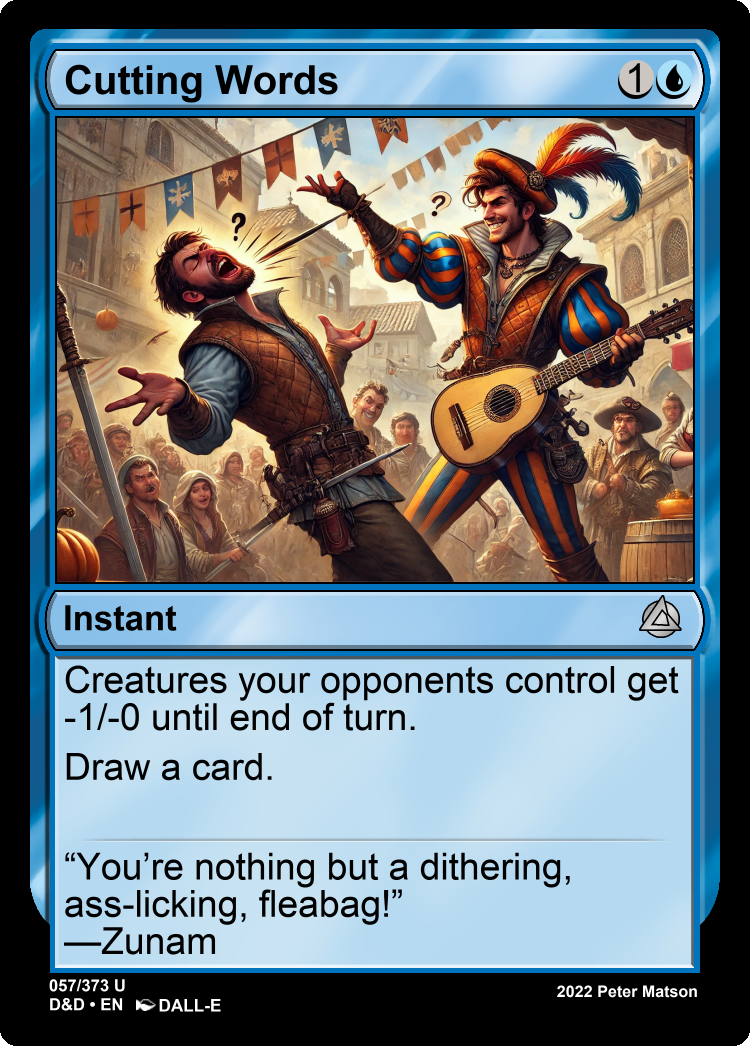 Cutting Words 1
?
?
Instant
Creatures your opponents control get
-1/-0 until end of turn.
Draw a card.
“You’re nothing but a dithering,
ass-licking, fleabag!”
—Zunam
057/373 U
D&D • EN DALL-E
2022 Peter Matson